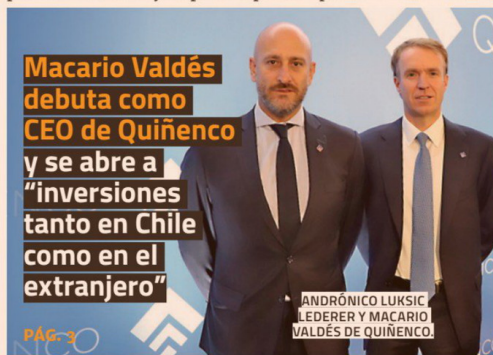 Macario Valdés
debuta como
CEO de Quiñenco
y se abre a
“inversiones
tanto en Chile
como en el
extranjero”
PÁG. 3
ANDRÓNICO LUKSIC
LEDERER Y MACARIO
VALDÉS DE QUIÑENCO.